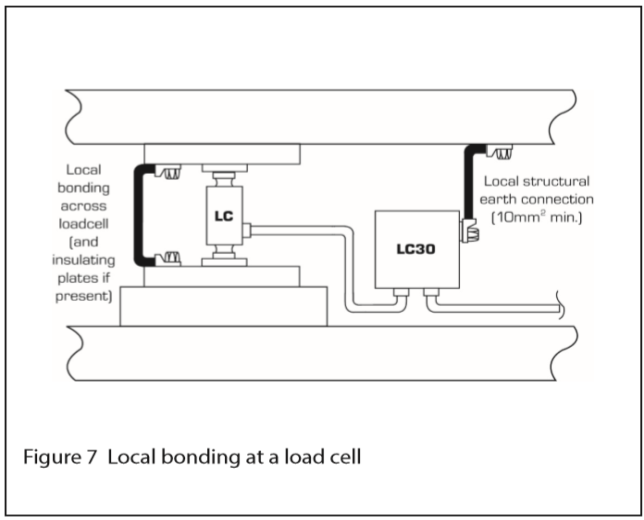 Local
bonding
across
loadcell
(and
insulating
plates if
present)
LC
LC30
Local structural
earth connection
(10mm² min.)
Figure 7 Local bonding at a load cell